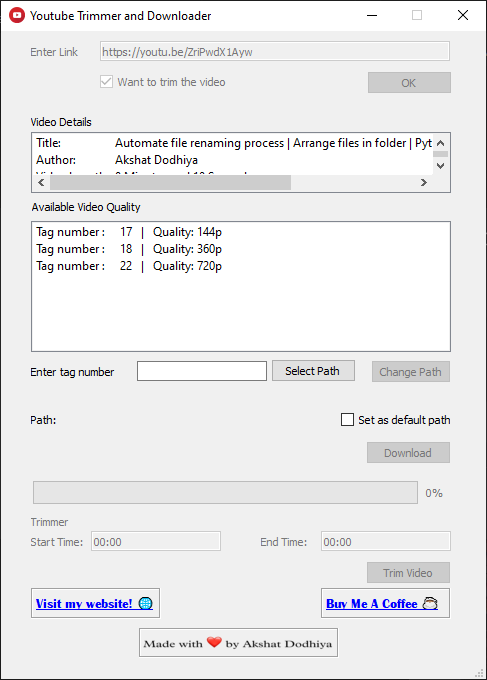 Youtube Trimmer and Downloader
Enter Link https://youtu.be/ZriPwdX1Ayw
Want to trim the video OK
Video Details
Title: Automate file renaming process | Arrange files in folder | Pyt
Author: Akshat Dodhiya
Available Video Quality
Tag number : 17 | Quality: 144p
Tag number : 18 | Quality: 360p
Tag number : 22 | Quality: 720p
Enter tag number Select Path Change Path
Path: Set as default path
Download
0%
Trimmer
Start Time: 00:00 End Time: 00:00
Trim Video
Visit my website! Buy Me A Coffee
Made with ❤️ by Akshat Dodhiya